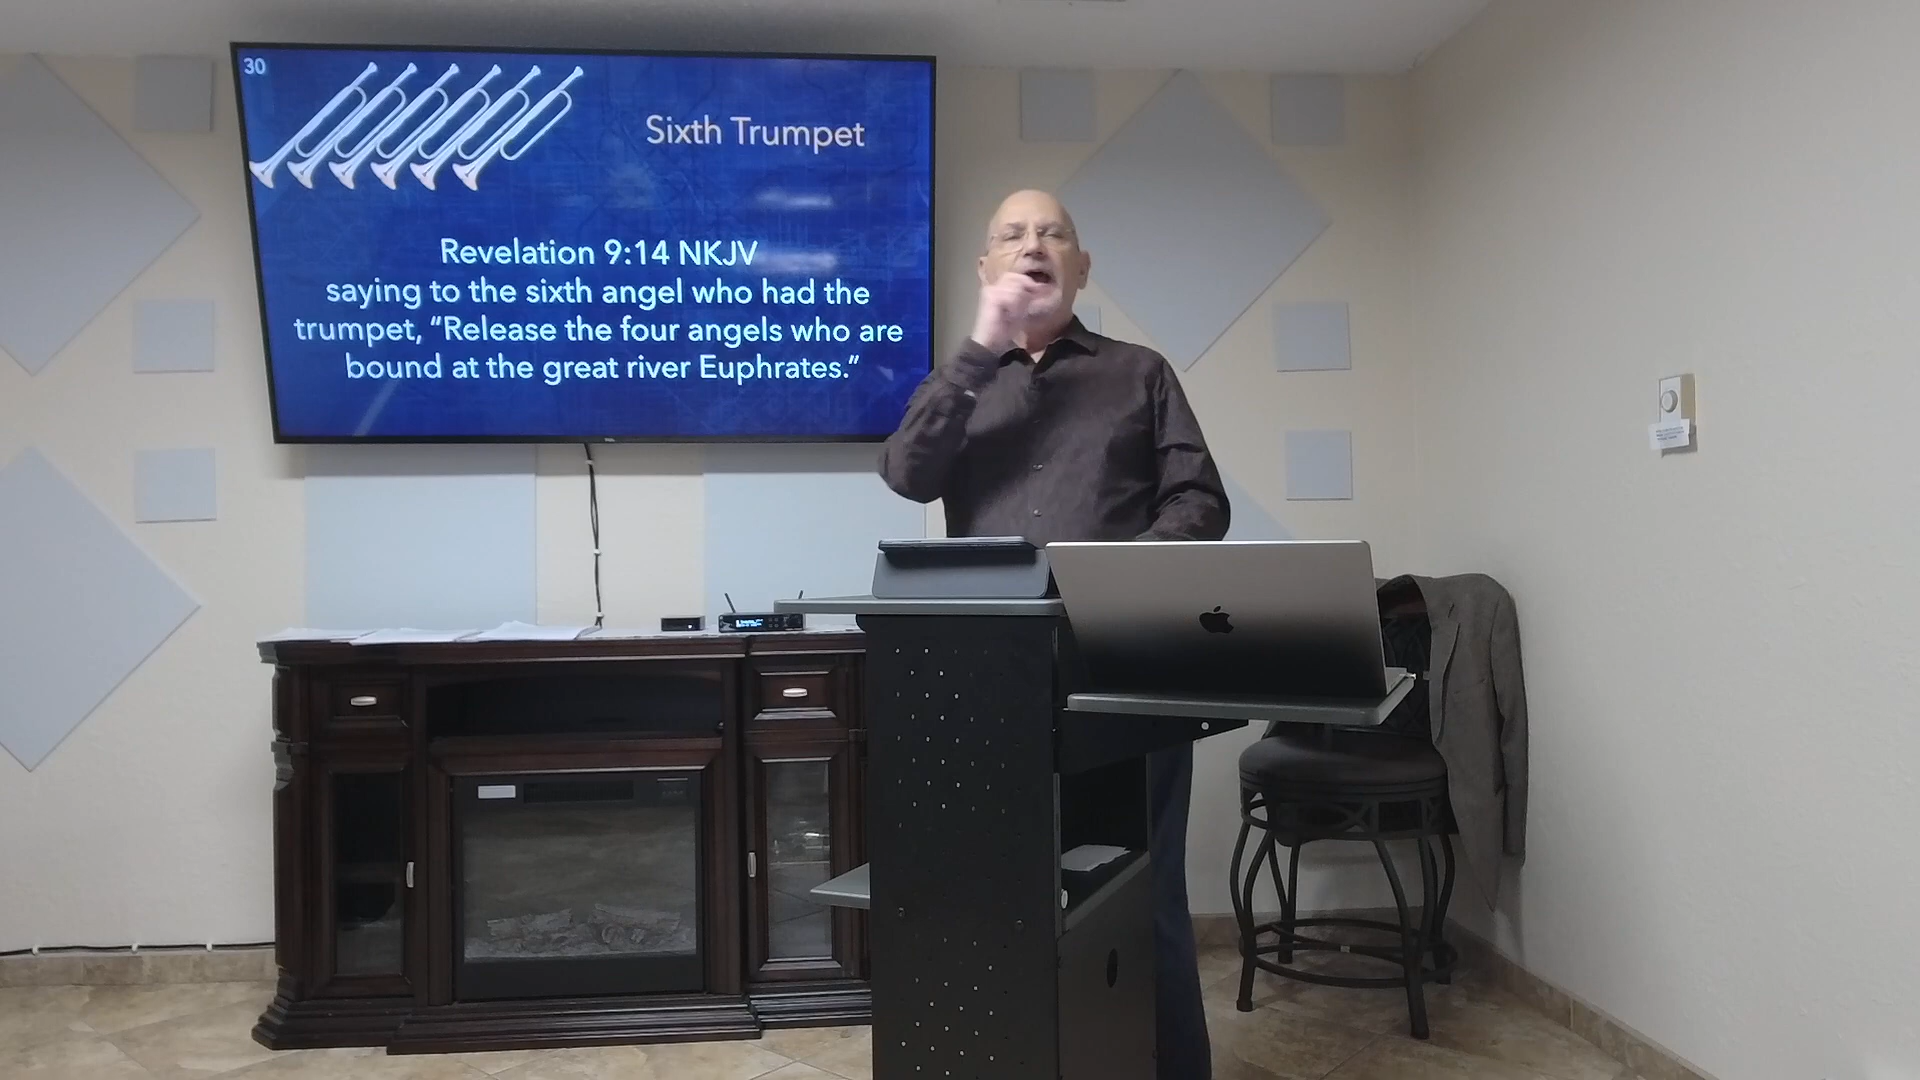 30
Sixth Trumpet
Revelation 9:14 NKJV
saying to the sixth angel who had the
trumpet, “Release the four angels who are
bound at the great river Euphrates.”